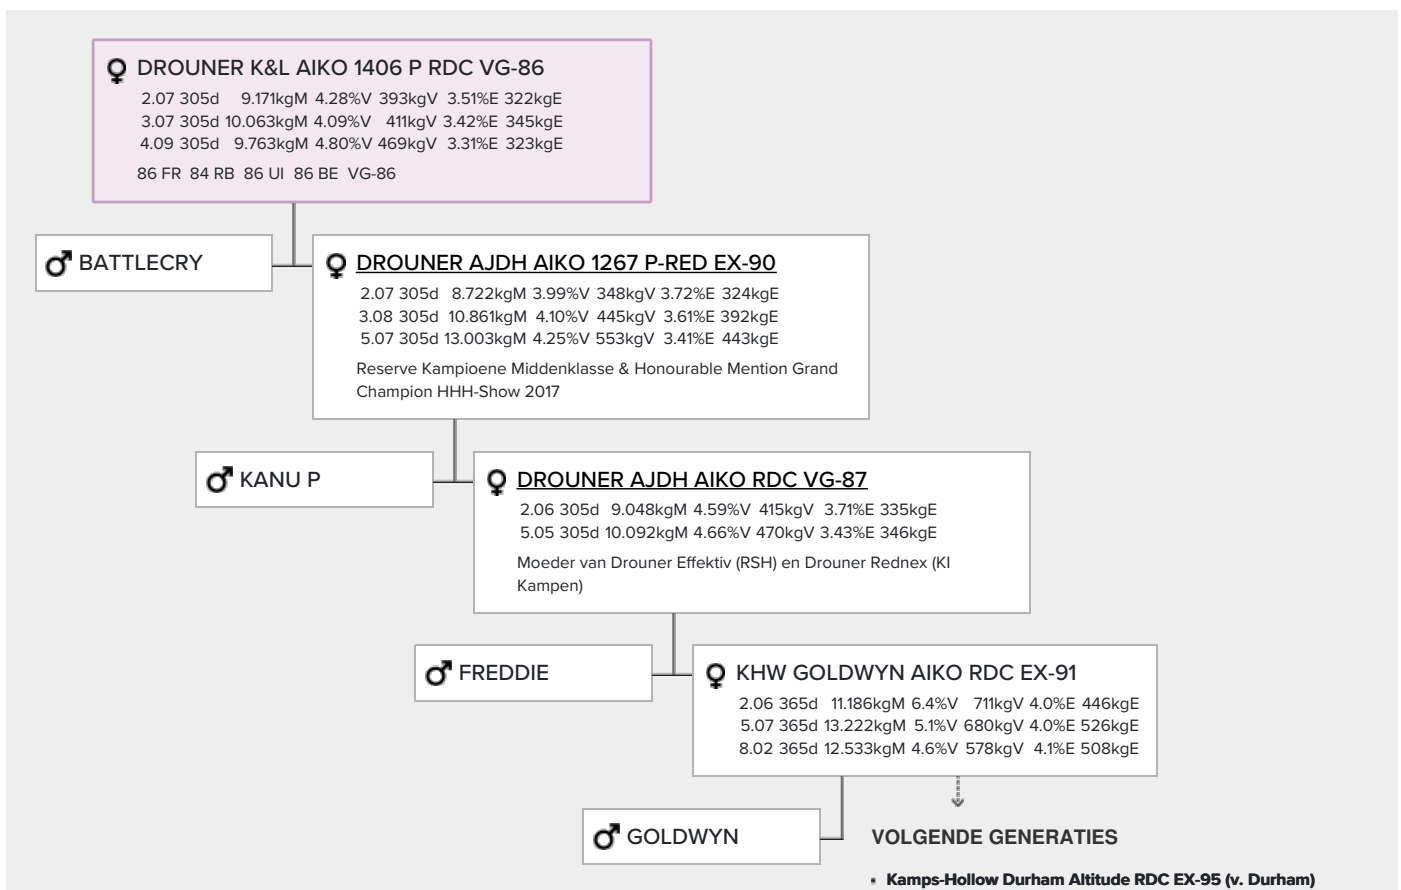 DROUNER K&L AIKO 1406 P RDC VG-86
2.07 305d 9.171kgM 4.28%V 393kgV 3.51%E 322kgE
3.07 305d 10.063kgM 4.09%V 411kgV 3.42%E 345kgE
4.09 305d 9.763kgM 4.80%V 469kgV 3.31%E 323kgE
86 FR 84 RB 86 UI 86 BE VG-86
BATTLECRY
DROUNER AJDH AIKO 1267 P-RED EX-90
2.07 305d 8.722kgM 3.99%V 348kgV 3.72%E 324kgE
3.08 305d 10.861kgM 4.10%V 445kgV 3.61%E 392kgE
5.07 305d 13.003kgM 4.25%V 553kgV 3.41%E 443kgE
Reserve Kampioene Middenklasse & Honourable Mention Grand
Champion HHH-Show 2017
KANU P
DROUNER AJDH AIKO RDC VG-87
2.06 305d 9.048kgM 4.59%V 415kgV 3.71%E 335kgE
5.05 305d 10.092kgM 4.66%V 470kgV 3.43%E 346kgE
Moeder van Drouner Effektiv (RSH) en Drouner Rednex (KI
Kampen)
FREDDIE
KHW GOLDWYN AIKO RDC EX-91
2.06 365d 11.186kgM 6.4%V 711kgV 4.0%E 446kgE
5.07 365d 13.222kgM 5.1%V 680kgV 4.0%E 526kgE
8.02 365d 12.533kgM 4.6%V 578kgV 4.1%E 508kgE
GOLDWYN
VOLGENDE GENERATIES
Kamps-Hollow Durham Altitude RDC EX-95 (v. Durham)